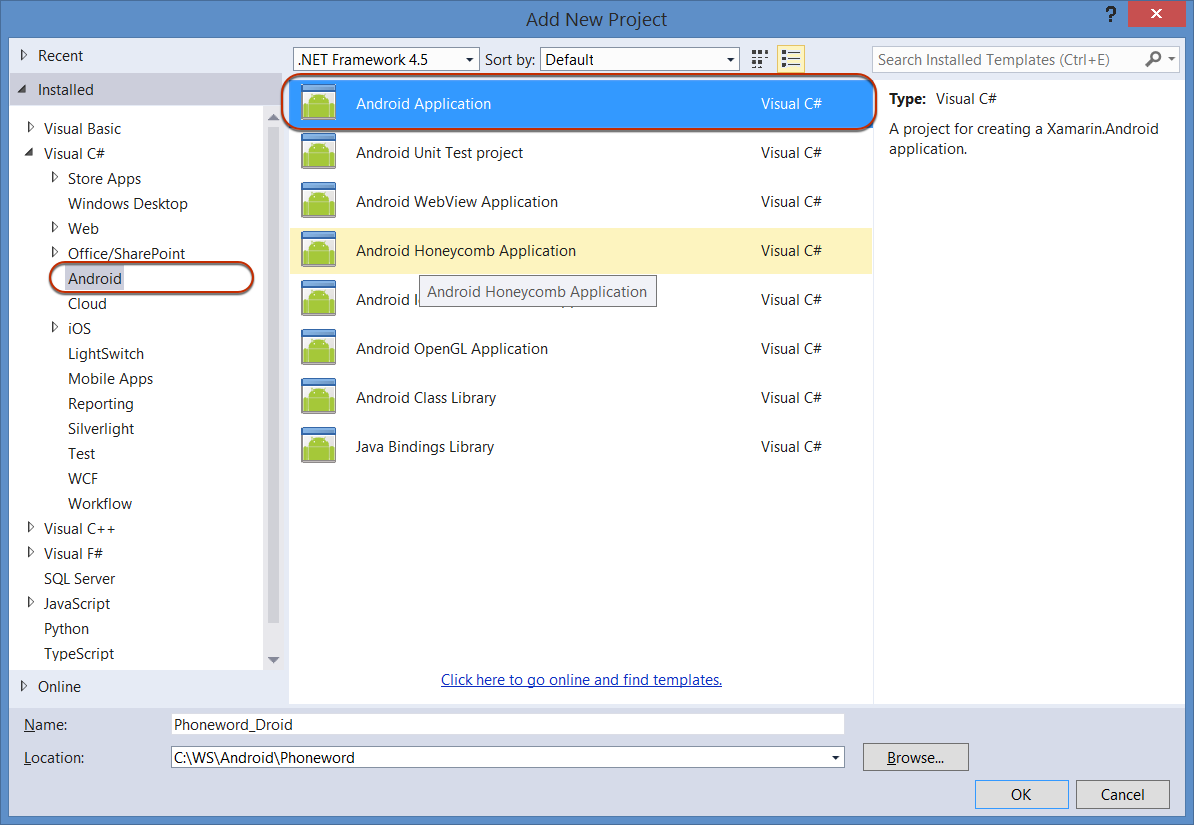 Add New Project
?
Recent
Installed
Visual Basic
Visual C#
Store Apps
Windows Desktop
Web
Office/SharePoint
Android
Cloud
iOS
LightSwitch
Mobile Apps
Reporting
Silverlight
Test
WCF
Workflow
Visual C++
Visual F#
SQL Server
JavaScript
Python
TypeScript
Online
.NET Framework 4.5 Sort by: Default
Android Application Visual C#
Android Unit Test project Visual C#
Android WebView Application Visual C#
Android Honeycomb Application Visual C#
Android Honeycomb Application
Android Visual C#
Android OpenGL Application Visual C#
Android Class Library Visual C#
Java Bindings Library Visual C#
Click here to go online and find templates.
Search Installed Templates (Ctrl+E)
Type: Visual C#
A project for creating a Xamarin.Android
application.
Name: Phoneword_Droid
Location: C:\WS\Android\Phoneword
Browse...
OK Cancel